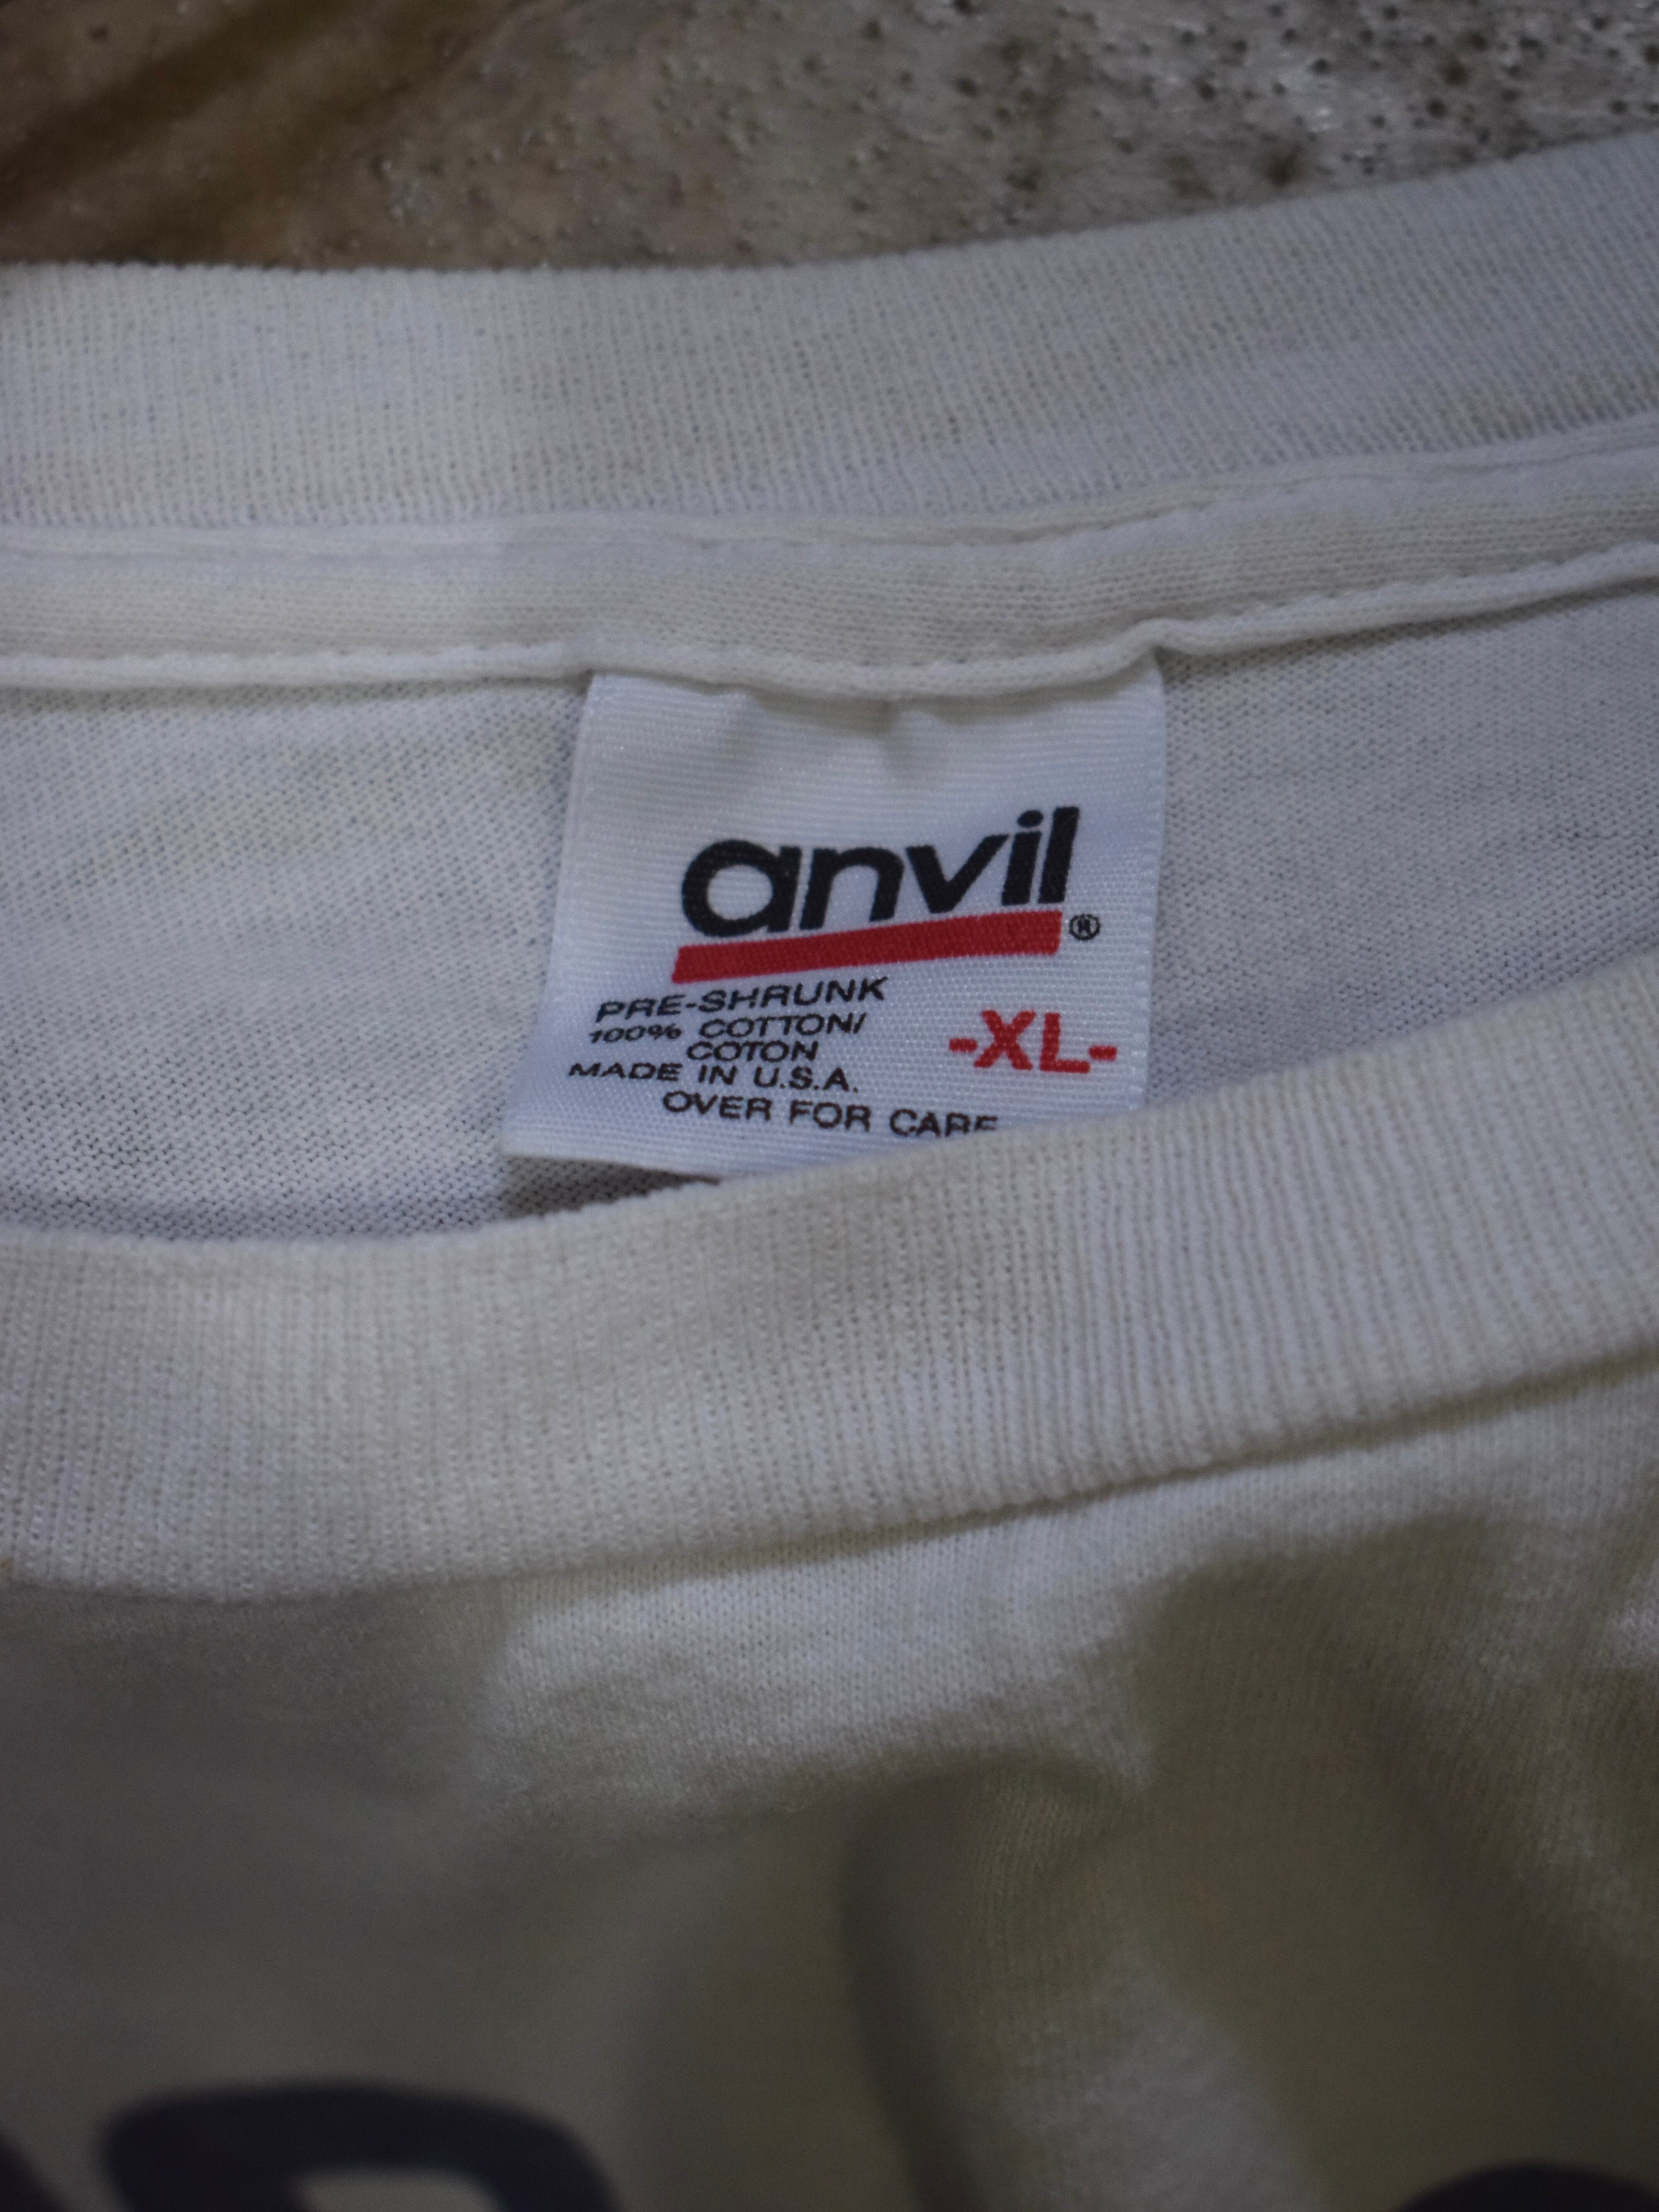 anvil®
PRE-SHRUNK
100% COTTON/
COTON
-XL-
MADE IN U.S.A.
OVER FOR CARE